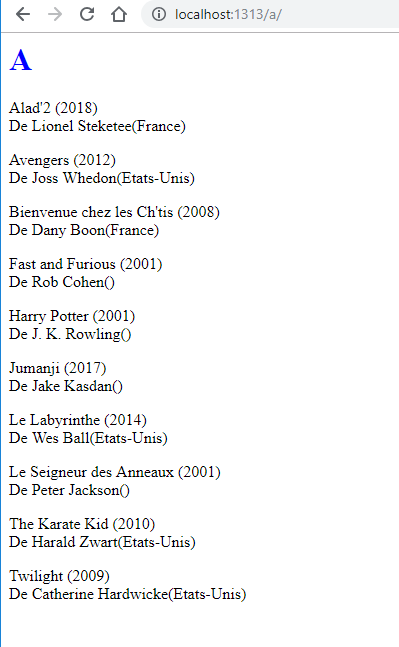 localhost:1313/a/
A
Alad'2 (2018)
De Lionel Steketee(France)
Avengers (2012)
De Joss Whedon(Etats-Unis)
Bienvenue chez les Ch'tis (2008)
De Dany Boon(France)
Fast and Furious (2001)
De Rob Cohen()
Harry Potter (2001)
De J. K. Rowling()
Jumanji (2017)
De Jake Kasdan()
Le Labyrinthe (2014)
De Wes Ball(Etats-Unis)
Le Seigneur des Anneaux (2001)
De Peter Jackson()
The Karate Kid (2010)
De Harald Zwart(Etats-Unis)
Twilight (2009)
De Catherine Hardwicke(Etats-Unis)